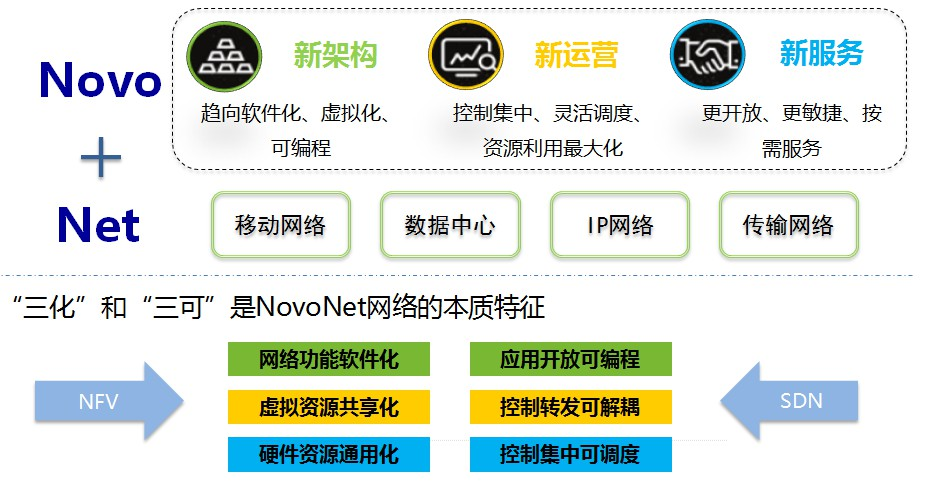 Novo
+
Net
新架构
趋向软件化、虚拟化、
可编程
新运营
控制集中、灵活调度、
资源利用最大化
新服务
更开放、更敏捷、按
需服务
移动网络
数据中心
IP网络
传输网络
“三化”和“三可”是NovoNet网络的本质特征
NFV
网络功能软件化
虚拟资源共享化
硬件资源通用化
应用开放可编程
控制转发可解耦
控制集中可调度
SDN